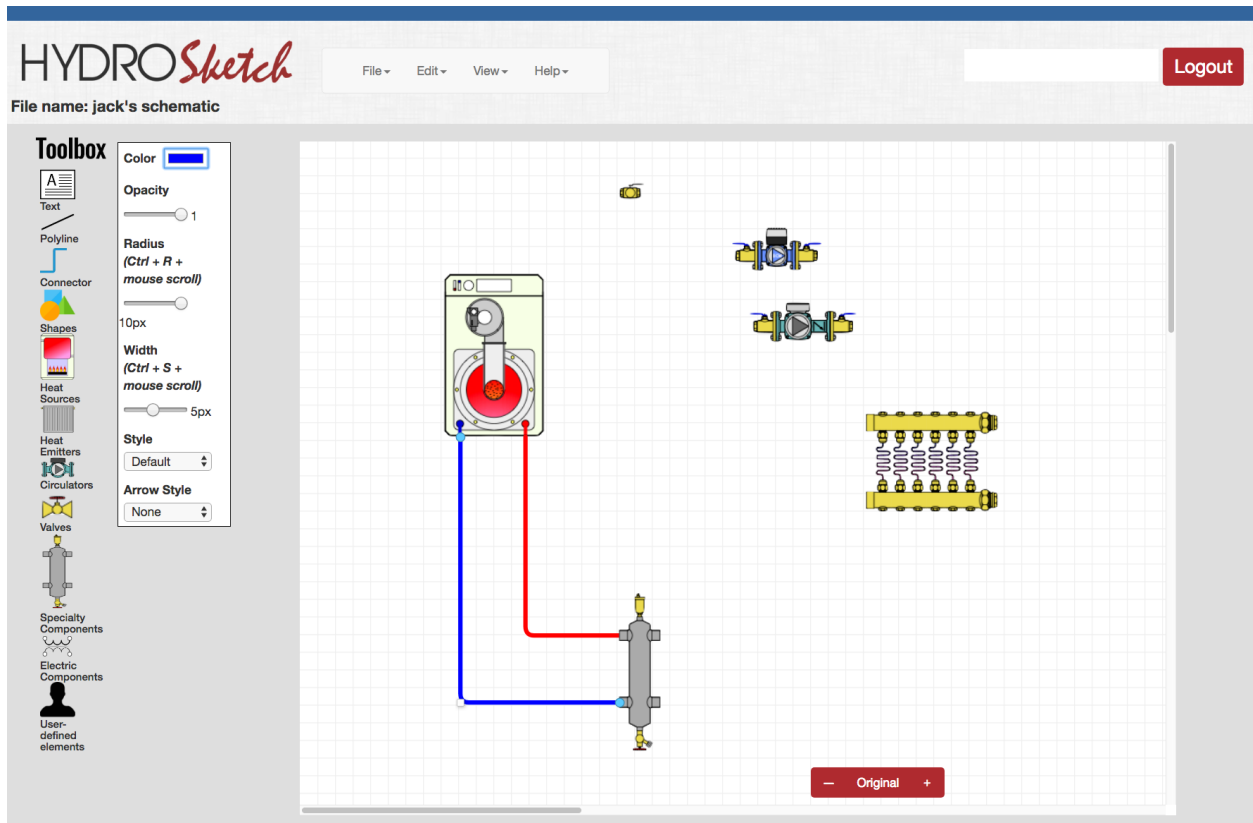 HYDROSketch
File Edit View Help
Logout
File name: jack's schematic
Toolbox
A
Text
Polyline
Connector
Shapes
Heat
Sources
Heat
Emitters
Circulators
Valves
Specialty
Components
Electric
Components
User-
defined
elements
Color
Opacity
1
Radius
(Ctrl + R +
mouse scroll)
10px
Width
(Ctrl + S +
mouse scroll)
5px
Style
Default
Arrow Style
None
– Original +